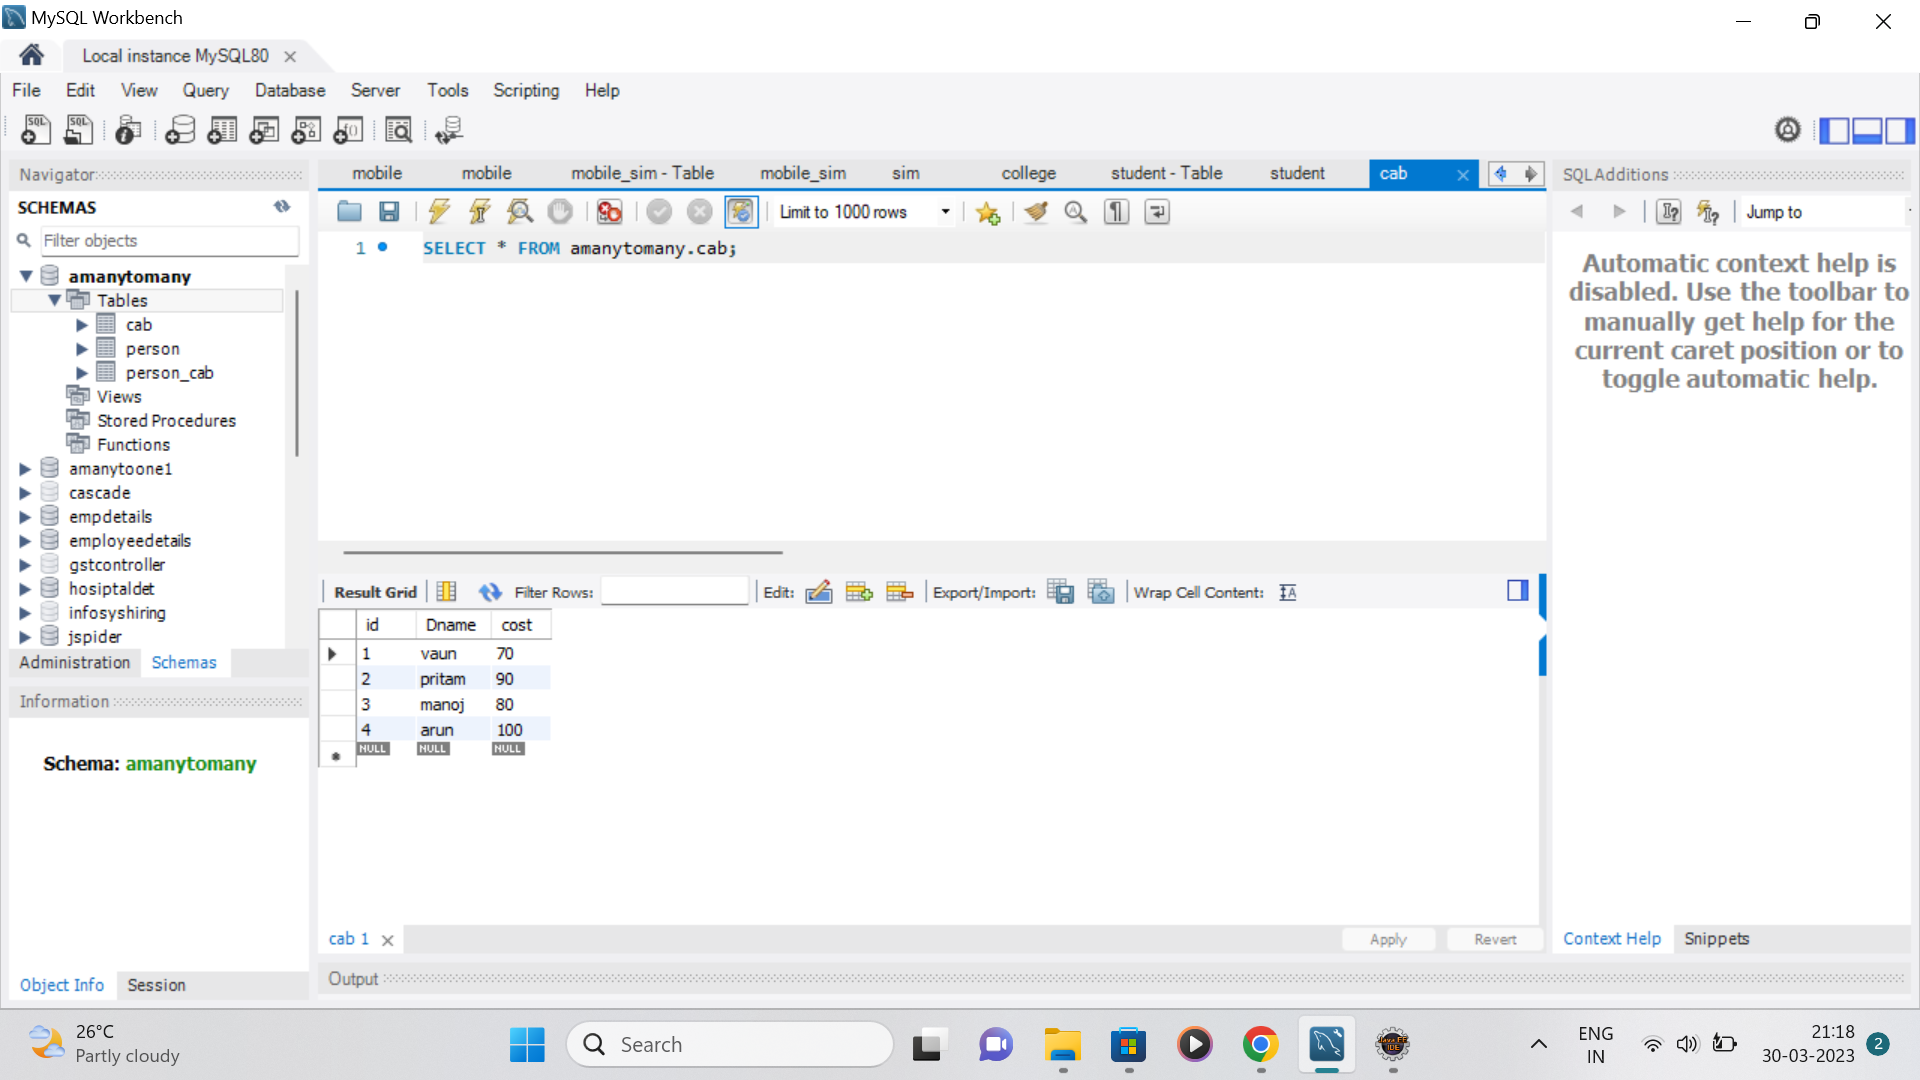 MySQL Workbench
Local instance MySQL80
File Edit View Query Database Server Tools Scripting Help
Navigator
SCHEMAS
Filter objects
amanytomany
Tables
cab
person
person_cab
Views
Stored Procedures
Functions
amanytoone1
cascade
empdetails
employeedetails
gstcontroller
hosiptaldet
infosyshiring
jspider
Administration Schemas
Information
Schema: amanytomany
Object Info Session
mobile mobile mobile_sim - Table mobile_sim sim college student - Table student cab
Limit to 1000 rows
1 SELECT * FROM amanytomany.cab;
Result Grid Filter Rows: Edit: Export/Import: Wrap Cell Content:
id Dname cost
1 vaun 70
2 pritam 90
3 manoj 80
4 arun 100
NULL NULL NULL
cab 1
Apply Revert
Output
SQLAdditions
Jump to
Automatic context help is
disabled. Use the toolbar to
manually get help for the
current caret position or to
toggle automatic help.
Context Help Snippets
26°C
Partly cloudy
Search
ENG
IN
21:18
30-03-2023
2